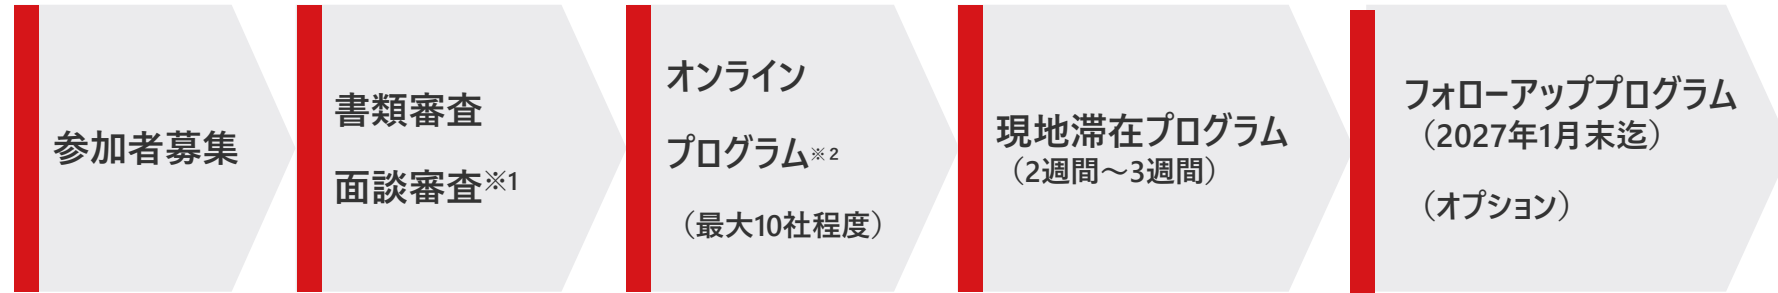 参加者募集
書類審査
面談審査※1
オンライン
プログラム※2
（最大10社程度）
現地滞在プログラム
（2週間～3週間）
フォローアッププログラム
（2027年1月末迄）
（オプション）